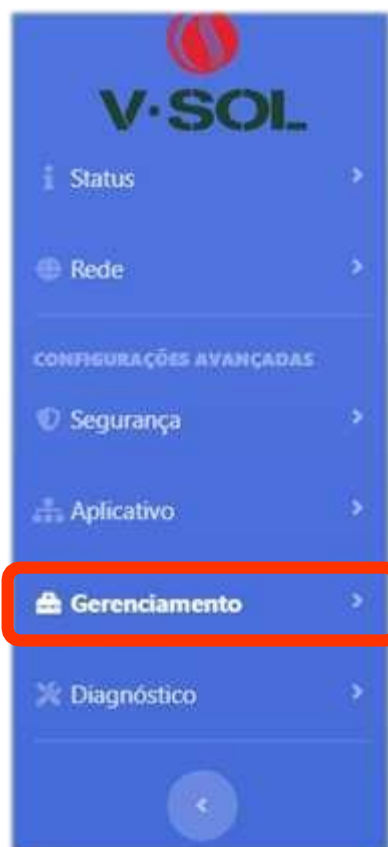 V·SOL
Status
Rede
CONFIGURAÇÕES AVANÇADAS
Segurança
Aplicativo
Gerenciamento
Diagnóstico